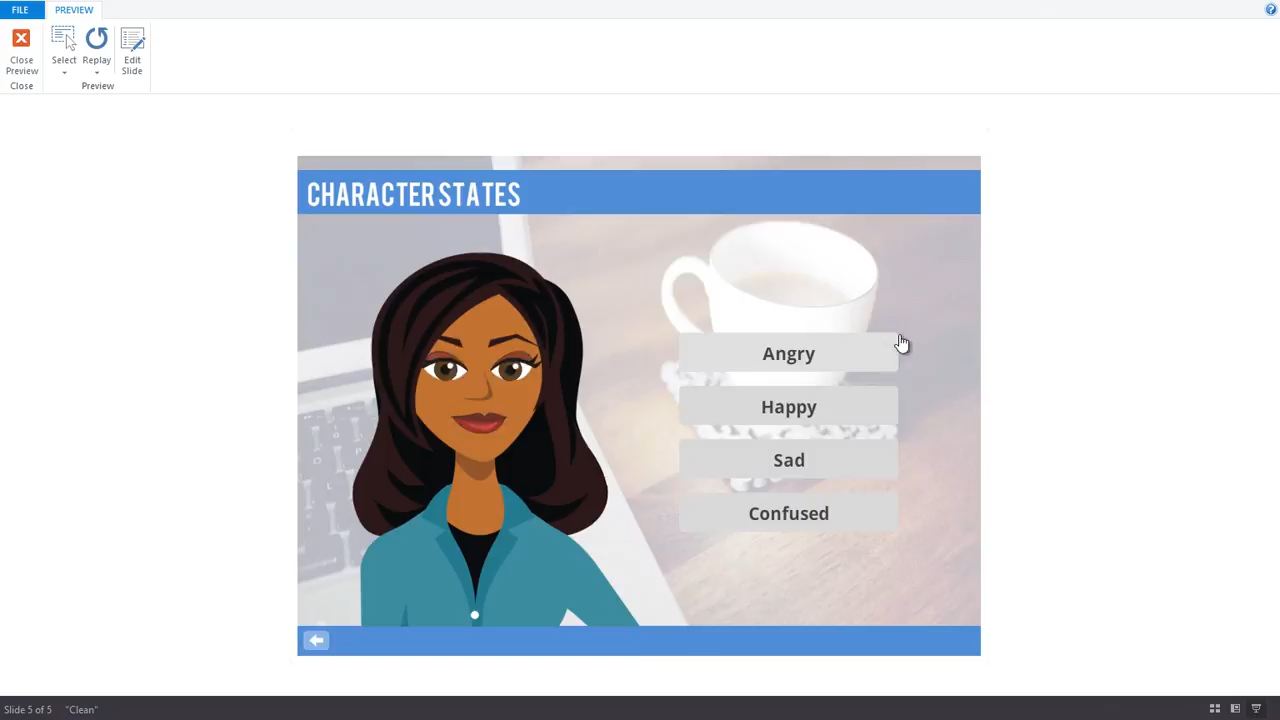 FILE
PREVIEW
Close
Preview
Select
Replay
Edit
Slide
Close
Preview
CHARACTER STATES
Angry
Happy
Sad
Confused
Slide 5 of 5
"Clean"